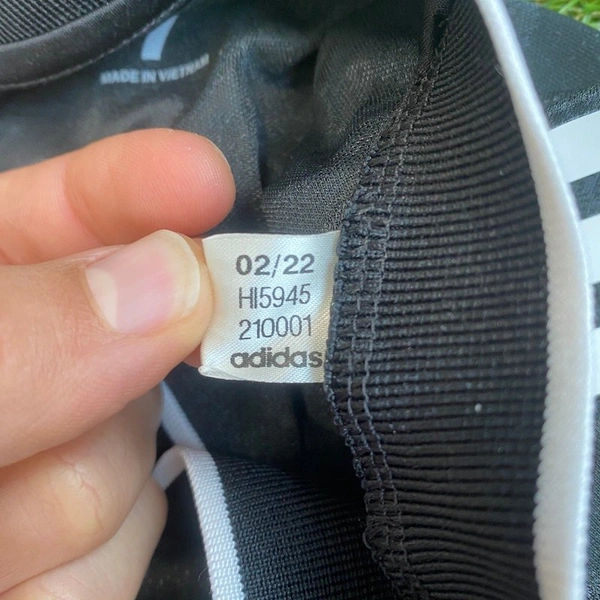 MADE IN VIETNAM
02/22
HI5945
210001
adidas